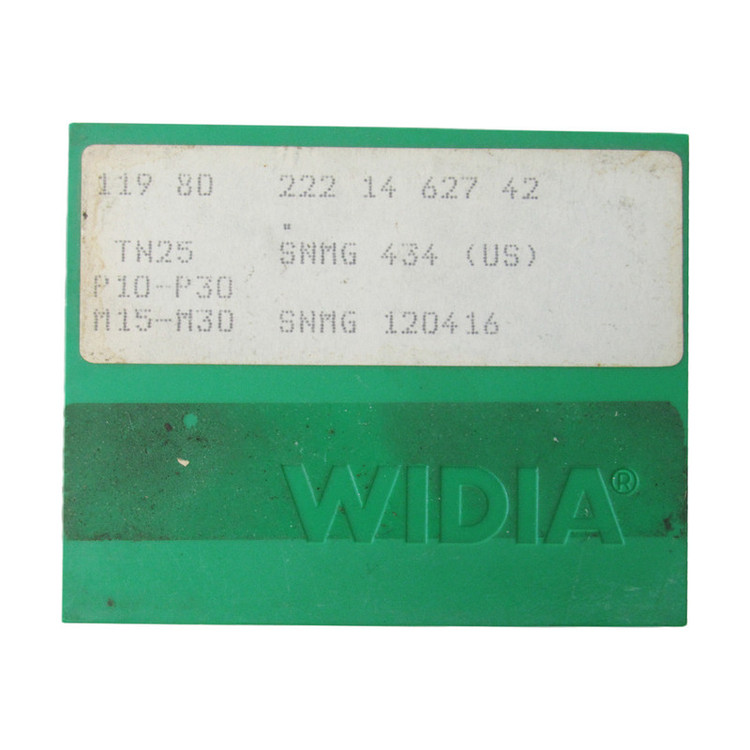 119 80 222 14 627 42
"
TN25 SNMG 434 (US)
P10-P30
M15-M30 SNMG 120416
WIDIA®